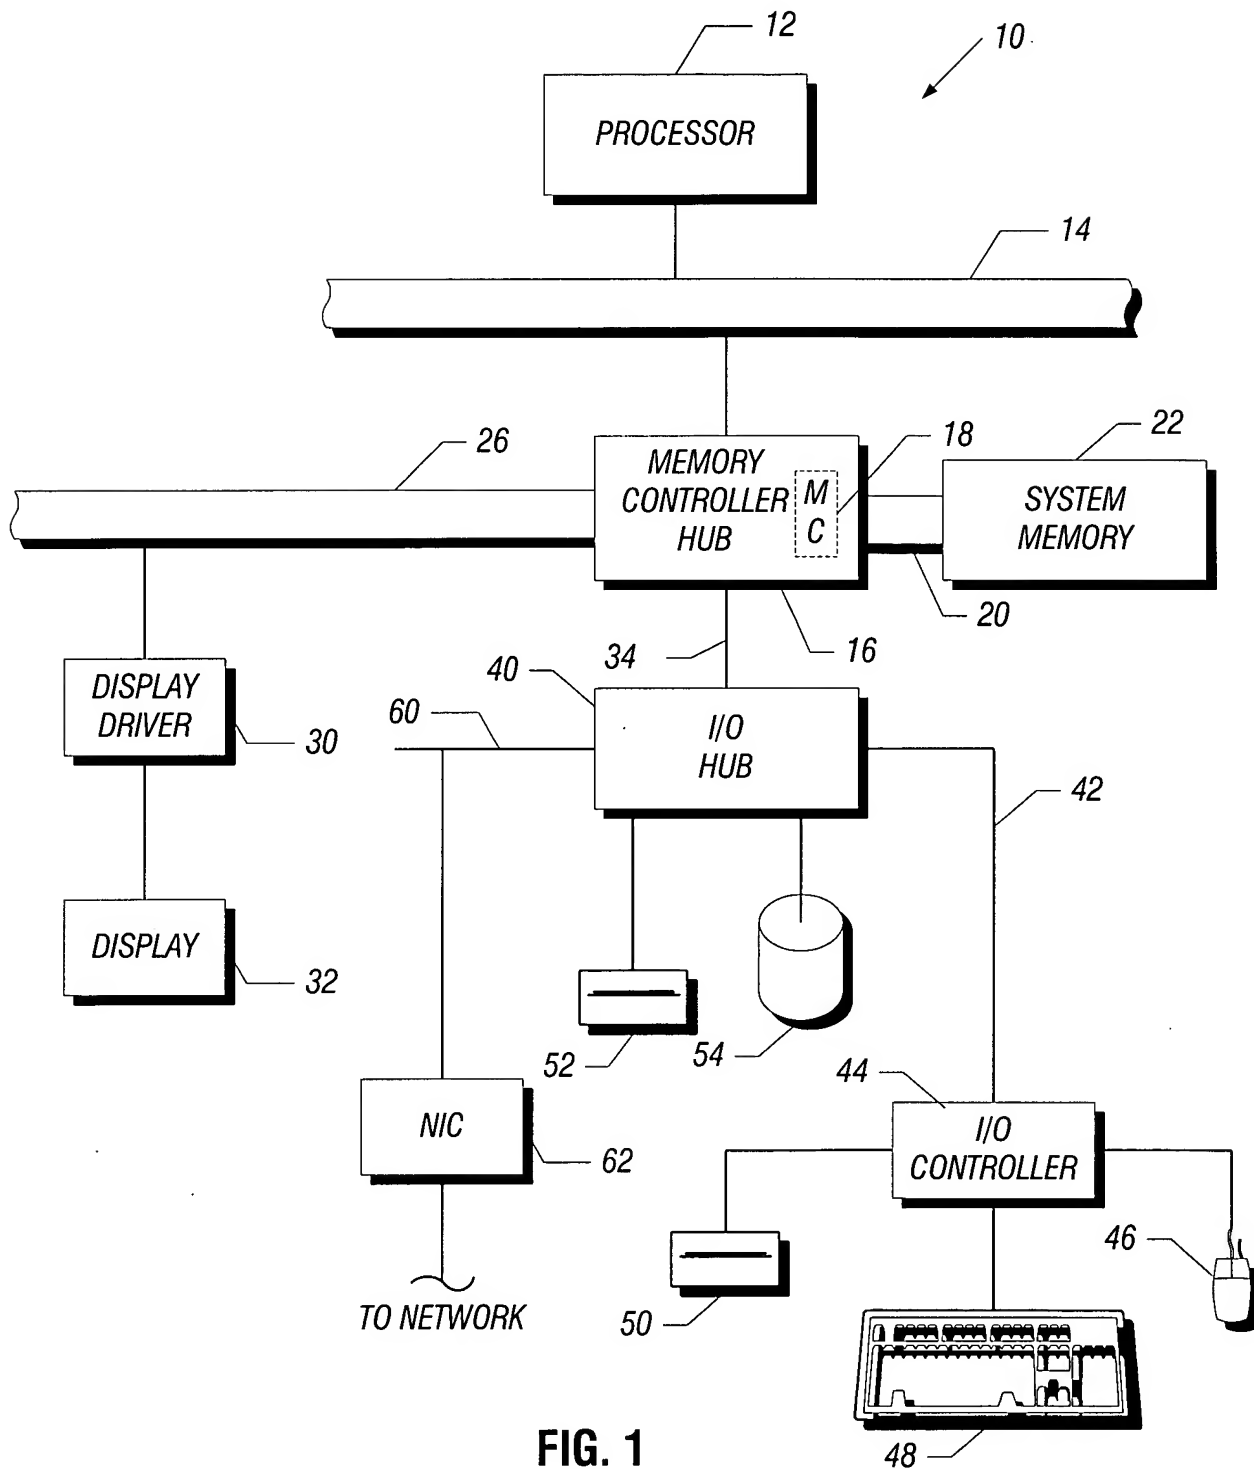 12
10
PROCESSOR
14
26
18
22
MEMORY
CONTROLLER
HUB
M
C
SYSTEM
MEMORY
20
34
16
40
DISPLAY
DRIVER
30
60
I/O
HUB
42
DISPLAY
32
52
54
44
NIC
62
I/O
CONTROLLER
46
50
TO NETWORK
48
FIG. 1